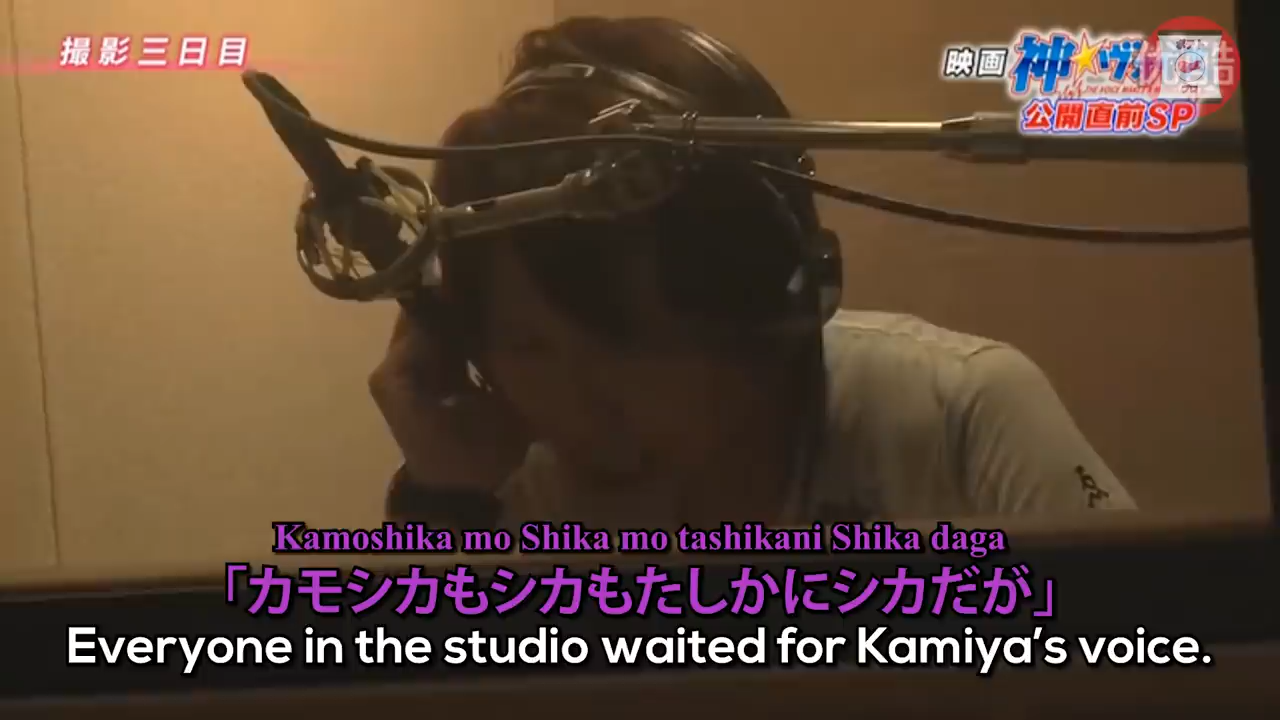 撮影三日目
映画
神☆ヴォ
公開直前SP
Kamoshika mo Shika mo tashikani Shika daga
「カモシカもシカもたしかにシカだが」
Everyone in the studio waited for Kamiya's voice.